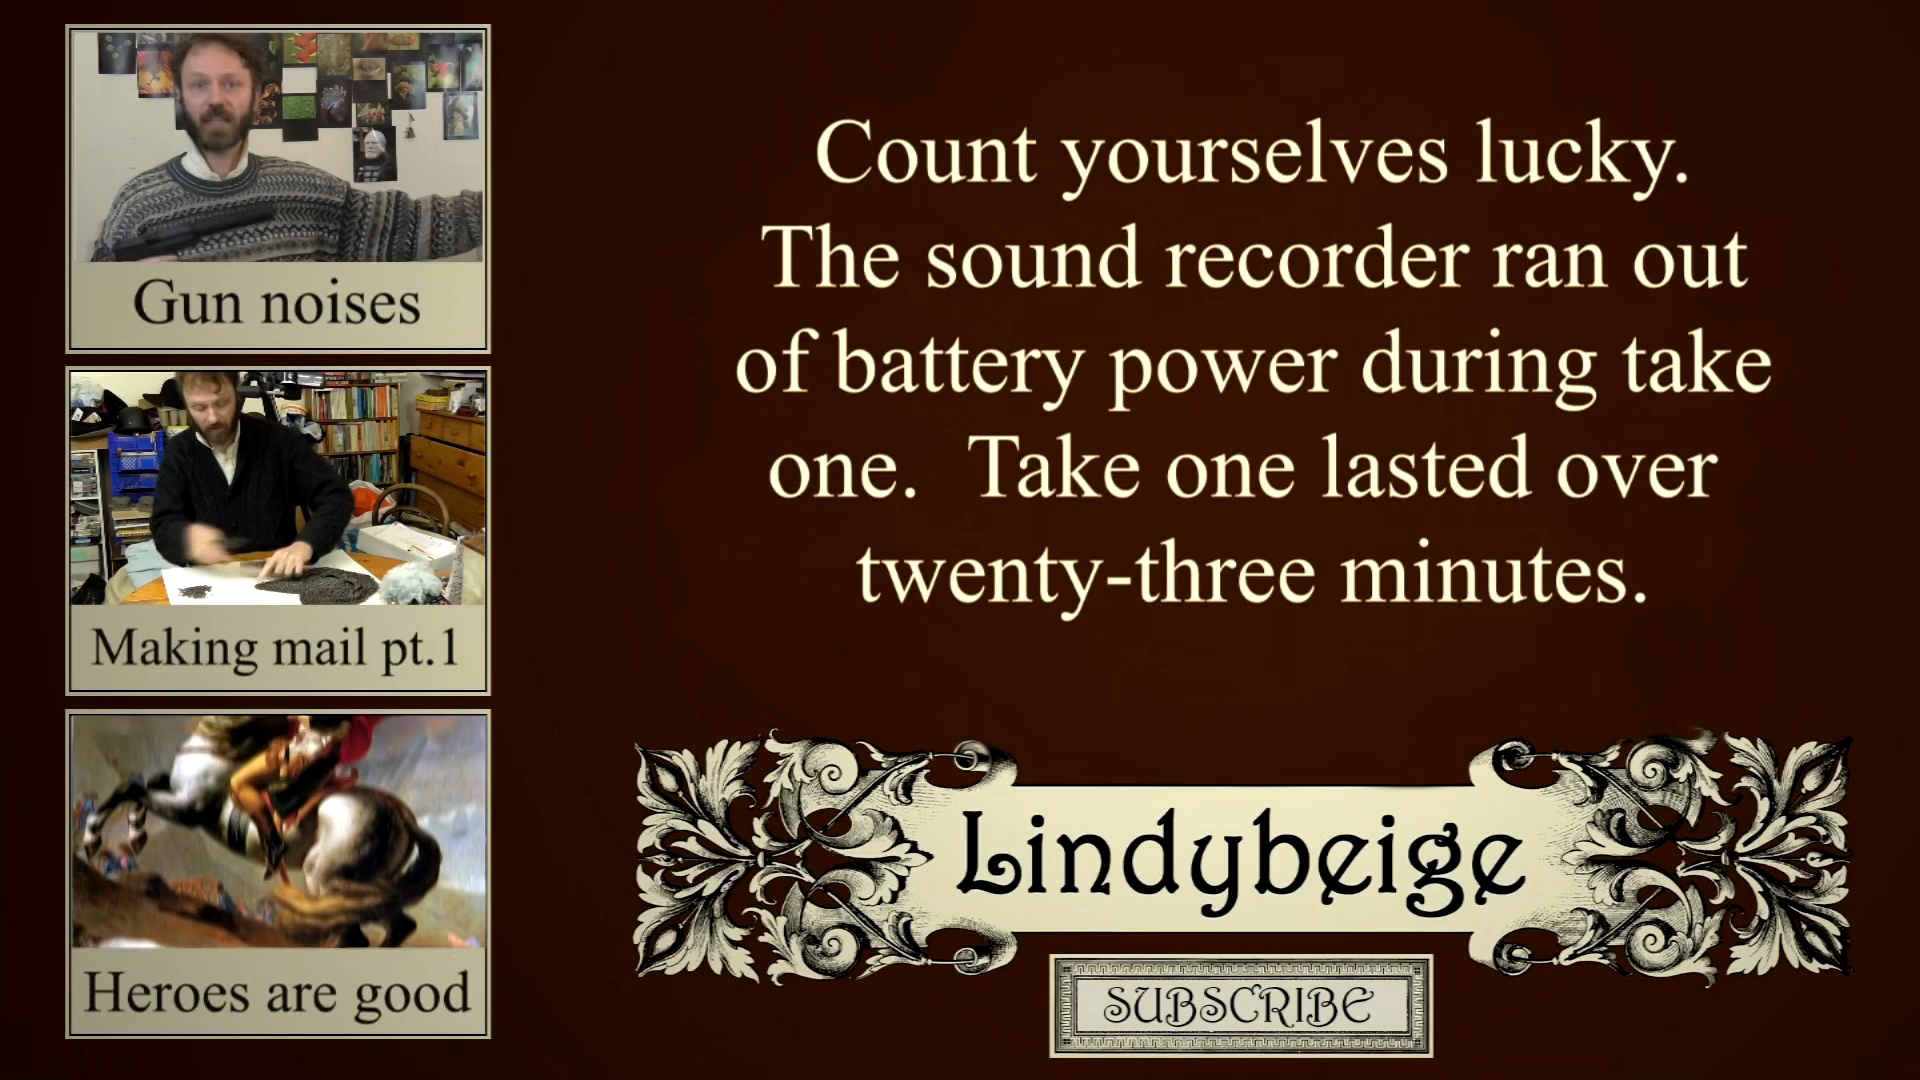 Gun noises
Making mail pt.1
Heroes are good
Count yourselves lucky.
The sound recorder ran out
of battery power during take
one.  Take one lasted over
twenty-three minutes.
Lindybeige
SUBSCRIBE